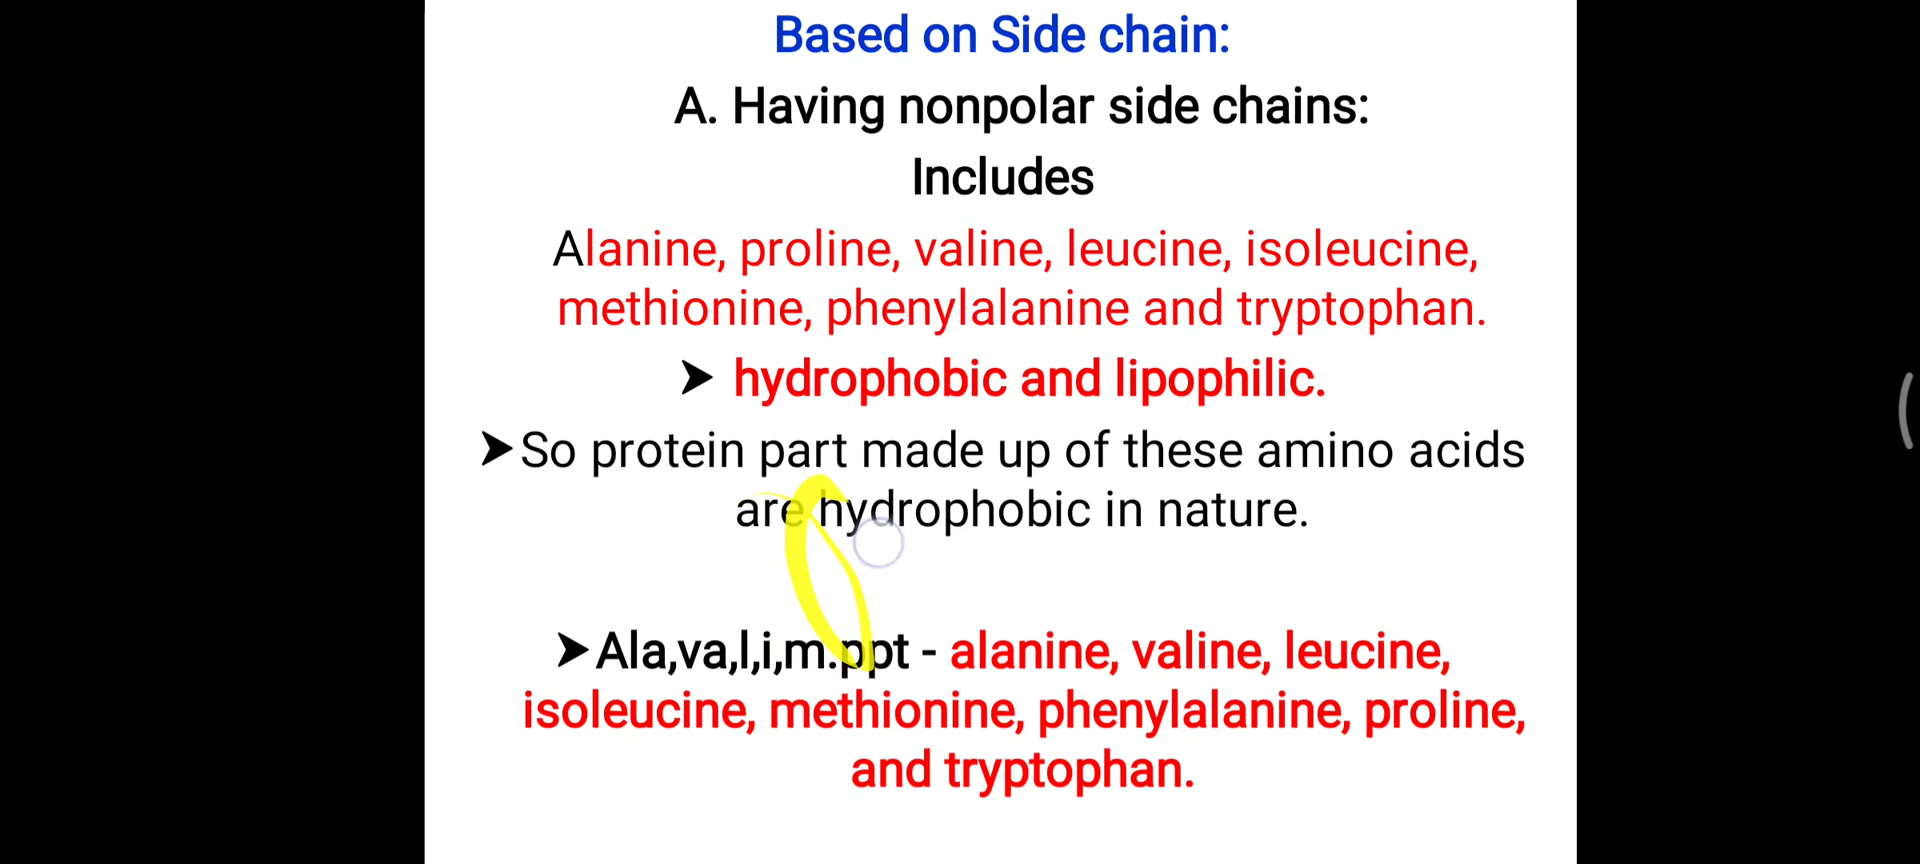 Based on Side chain:
A. Having nonpolar side chains:
Includes
Alanine, proline, valine, leucine, isoleucine,
methionine, phenylalanine and tryptophan.
➤ hydrophobic and lipophilic.
➤So protein part made up of these amino acids
are hydrophobic in nature.
➤Ala,va,l,i,m.ppt - alanine, valine, leucine,
isoleucine, methionine, phenylalanine, proline,
and tryptophan.